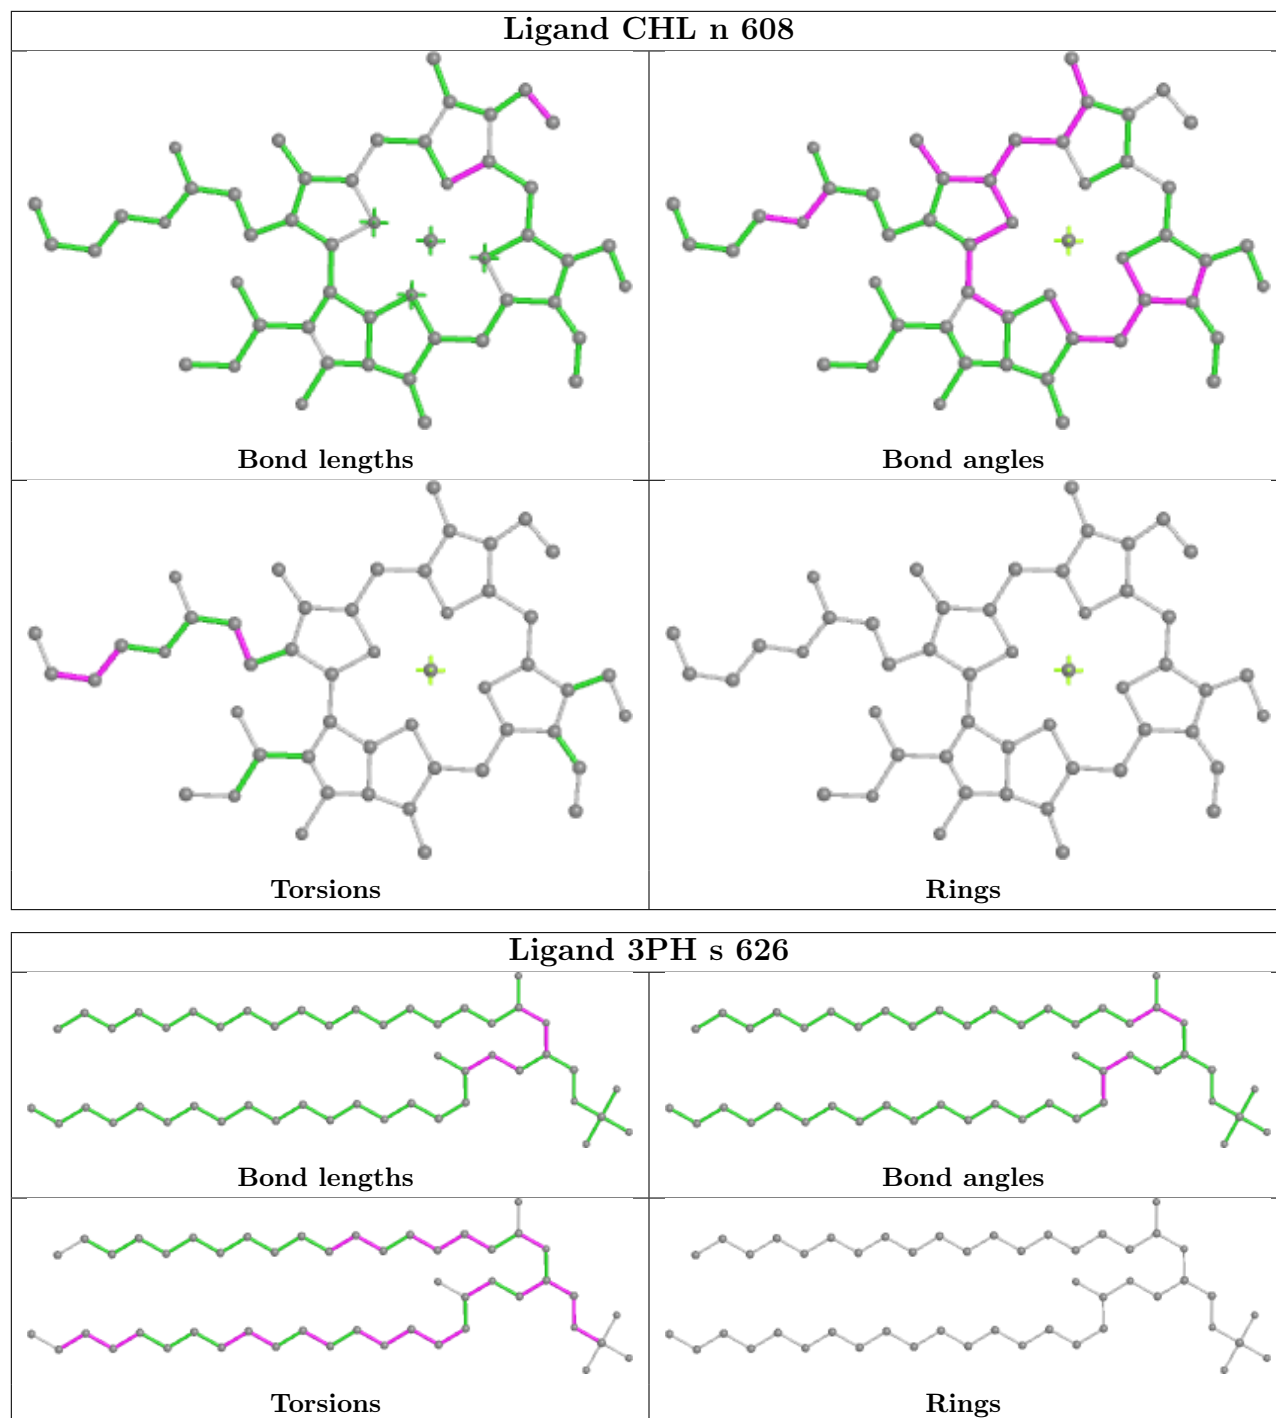 Ligand CHL n 608
Bond lengths
Bond angles
Torsions
Rings
Ligand 3PH s 626
Bond lengths
Bond angles
Torsions
Rings